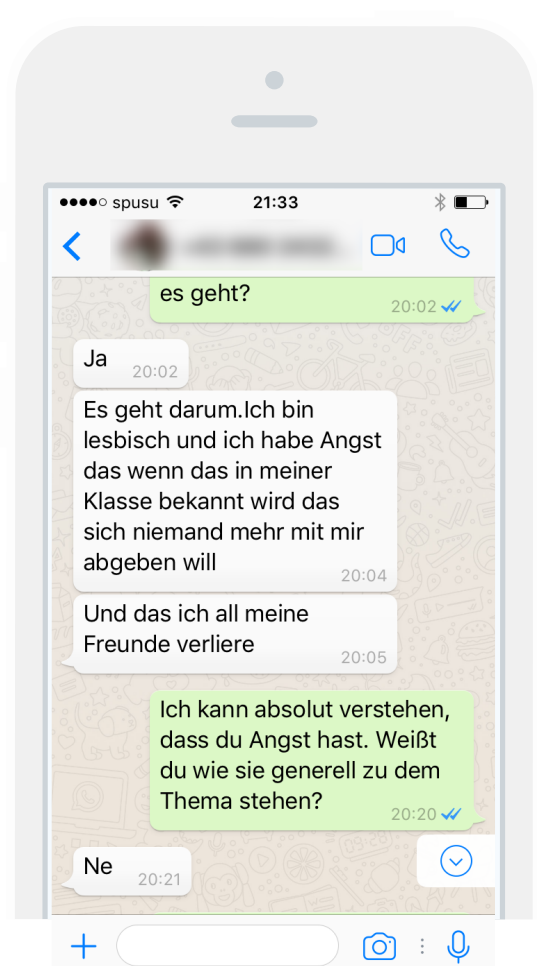 spusu 21:33
es geht?
20:02
Ja
20:02
Es geht darum.Ich bin
lesbisch und ich habe Angst
das wenn das in meiner
Klasse bekannt wird das
sich niemand mehr mit mir
abgeben will
20:04
Und das ich all meine
Freunde verliere
20:05
Ich kann absolut verstehen,
dass du Angst hast. Weißt
du wie sie generell zu dem
Thema stehen?
20:20
Ne
20:21